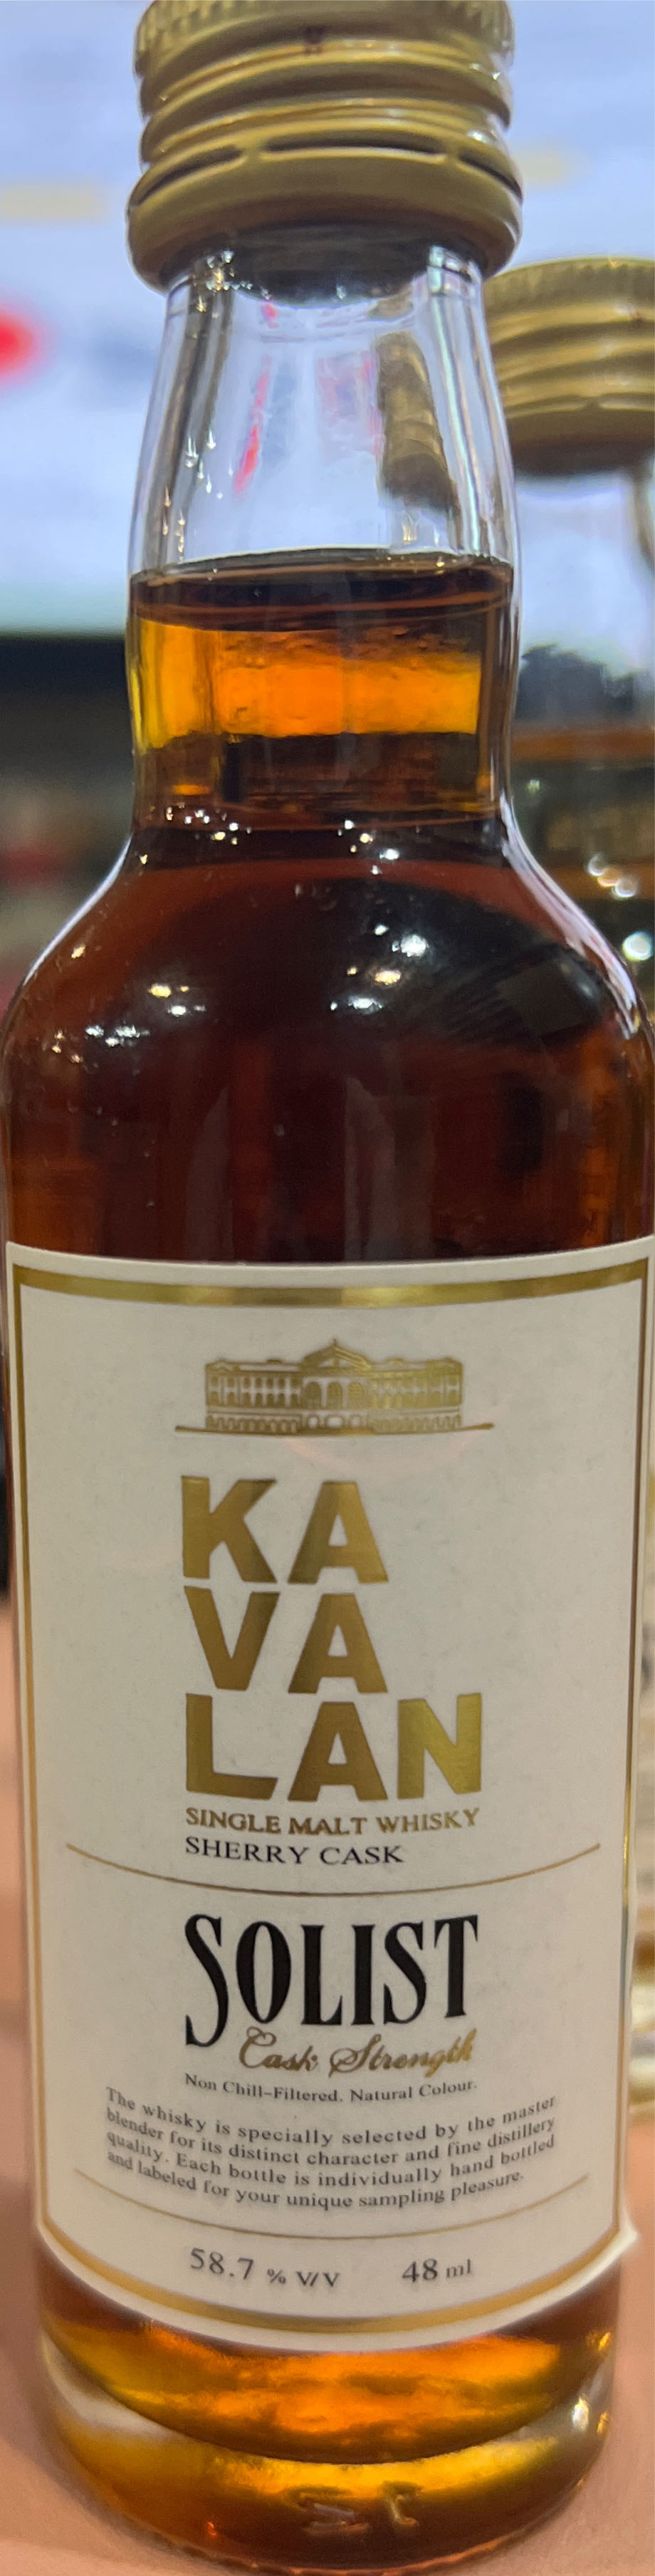 KA
VA
LAN
SINGLE MALT WHISKY
SHERRY CASK
SOLIST
Cask Strength
Non Chill-Filtered. Natural Colour.
The whisky is specially selected by the master
blender for its distinct character and fine distillery
quality. Each bottle is individually hand bottled
and labeled for your unique sampling pleasure.
58.7 % V/V 48 ml